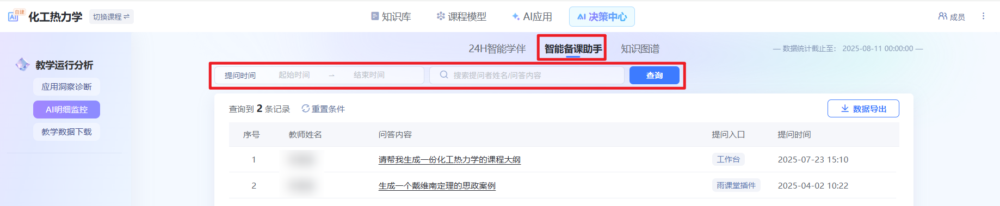 AI 自建 化工热力学 切换课程 知识库 课程模型 AI应用 AI 决策中心 成员
24H智能学伴 智能备课助手 知识图谱 — 数据统计截止至： 2025-08-11 00:00:00 —
教学运行分析
提问时间 起始时间 → 结束时间 搜索提问者姓名/问答内容 查询
应用洞察诊断
AI明细监控
查询到 2 条记录 重置条件 数据导出
教学数据下载
序号 教师姓名 问答内容 提问入口 提问时间
1 请帮我生成一份化工热力学的课程大纲 工作台 2025-07-23 15:10
2 生成一个戴维南定理的思政案例 雨课堂插件 2025-04-02 10:22